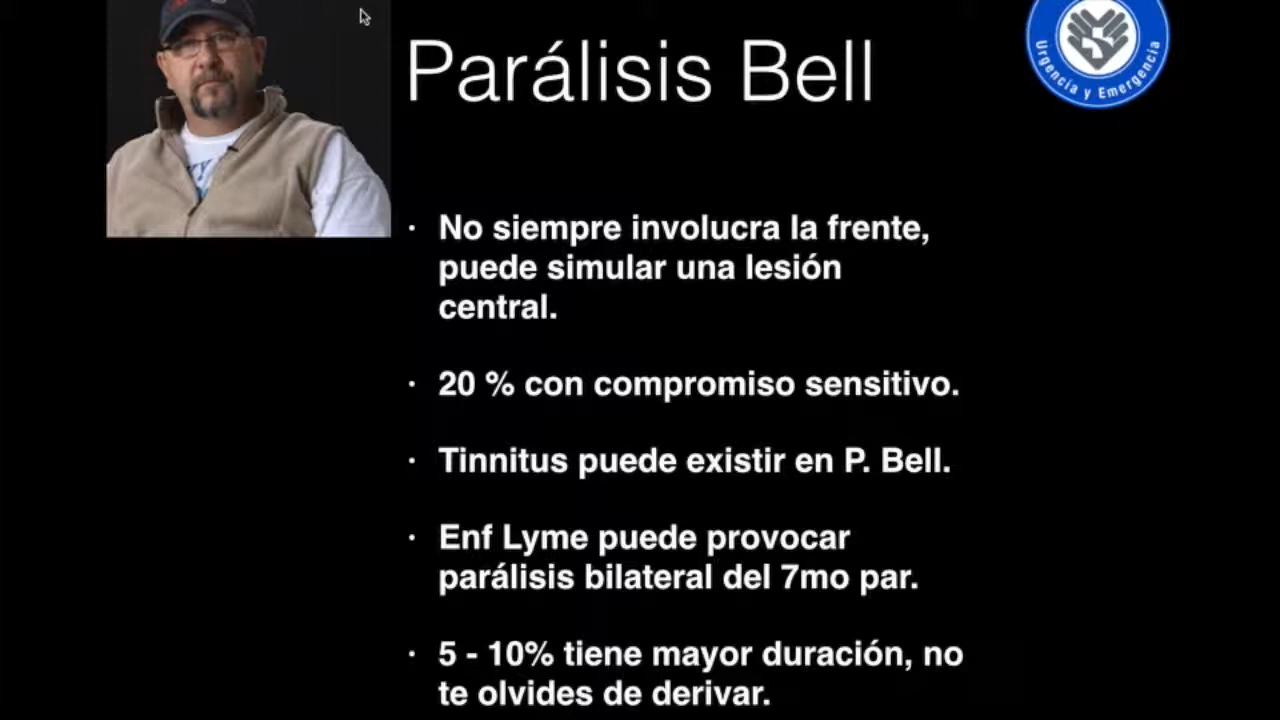 Parálisis Bell
Urgencia y Emergencia
· No siempre involucra la frente,
puede simular una lesión
central.
· 20 % con compromiso sensitivo.
· Tinnitus puede existir en P. Bell.
· Enf Lyme puede provocar
parálisis bilateral del 7mo par.
· 5 - 10% tiene mayor duración, no
te olvides de derivar.